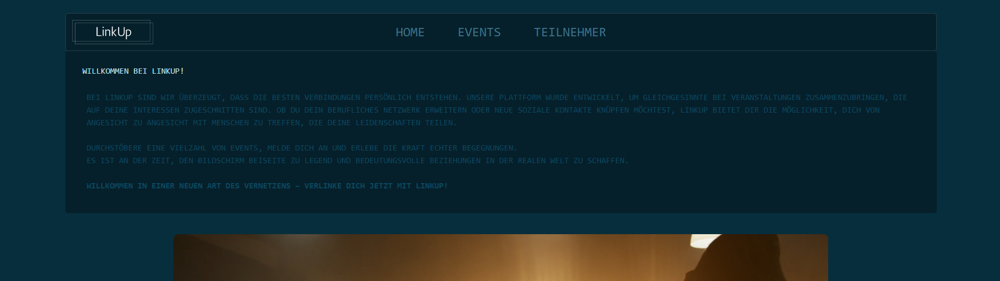 LinkUp
HOME EVENTS TEILNEHMER
WILLKOMMEN BEI LINKUP!
BEI LINKUP SIND WIR ÜBERZEUGT, DASS DIE BESTEN VERBINDUNGEN PERSÖNLICH ENTSTEHEN. UNSERE PLATTFORM WURDE ENTWICKELT, UM GLEICHGESINNTE BEI VERANSTALTUNGEN ZUSAMMENZUBRINGEN, DIE
AUF DEINE INTERESSEN ZUGESCHNITTEN SIND. OB DU DEIN BERUFLICHES NETZWERK ERWEITERN ODER NEUE SOZIALE KONTAKTE KNÜPFEN MÖCHTEST, LINKUP BIETET DIR DIE MÖGLICHKEIT, DICH VON
ANGESICHT ZU ANGESICHT MIT MENSCHEN ZU TREFFEN, DIE DEINE LEIDENSCHAFTEN TEILEN.
DURCHSTÖBERE EINE VIELZAHL VON EVENTS, MELDE DICH AN UND ERLEBE DIE KRAFT ECHTER BEGEGNUNGEN.
ES IST AN DER ZEIT, DEN BILDSCHIRM BEISEITE ZU LEGEND UND BEDEUTUNGSVOLLE BEZIEHUNGEN IN DER REALEN WELT ZU SCHAFFEN.
WILLKOMMEN IN EINER NEUEN ART DES VERNETZENS – VERLINKE DICH JETZT MIT LINKUP!